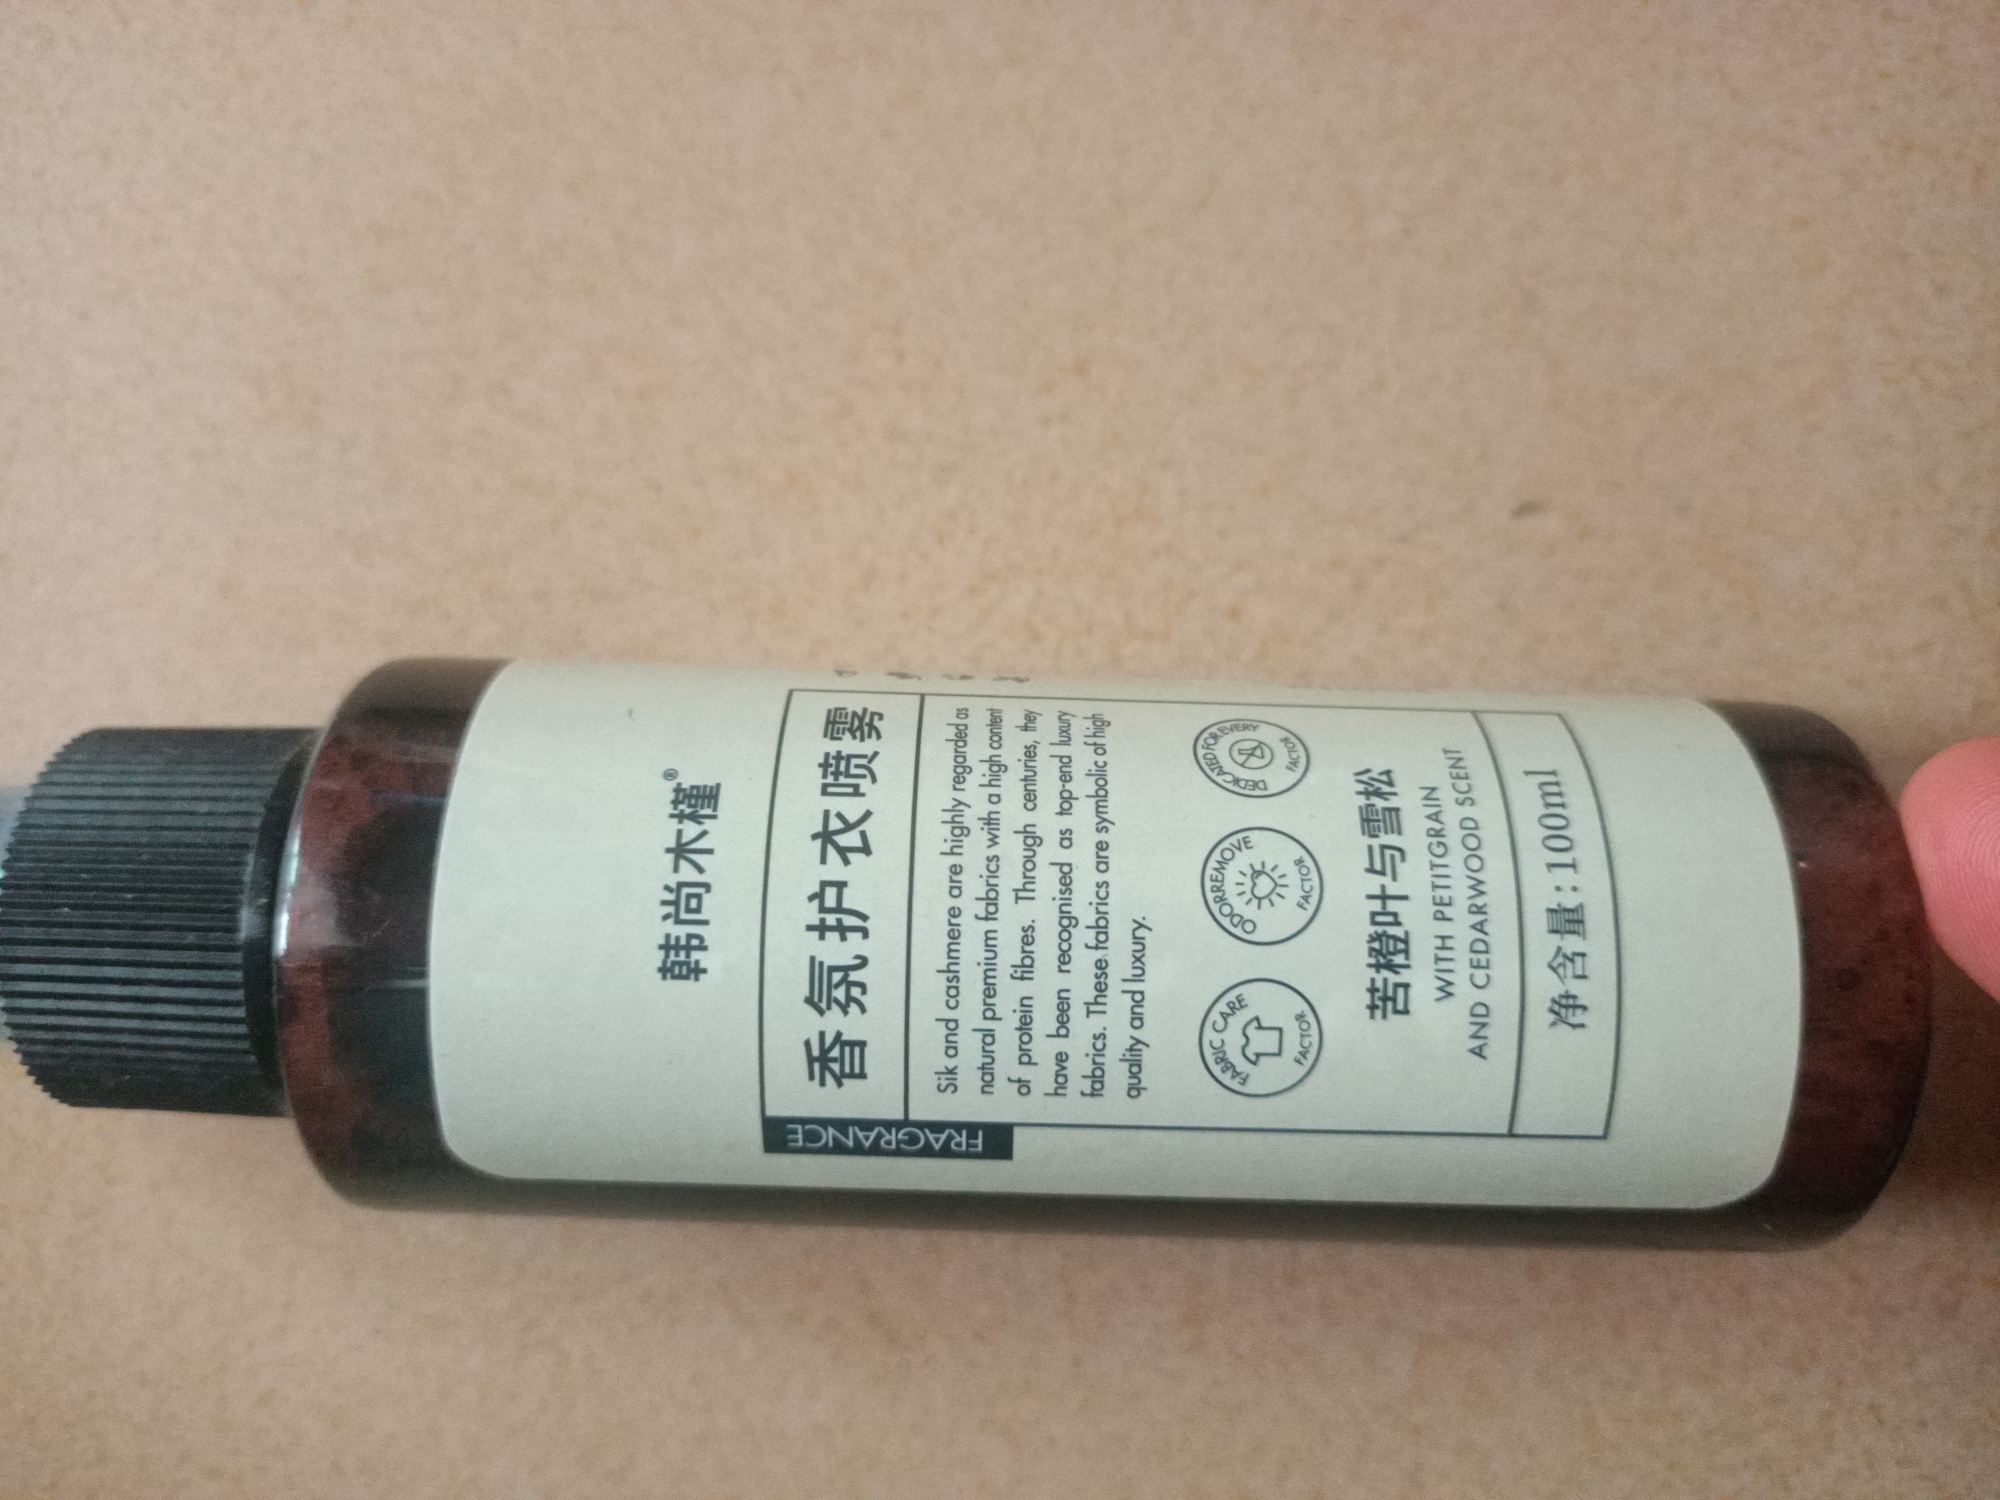 韩尚木槿®
香氛护衣喷雾
FRAGRANCE
Sik and cashmere are highly regarded as
natural premium fabrics with a high content
of protein fibres. Through centuries, they
have been recognised as top-end luxury
fabrics. These fabrics are symbolic of high
quality and luxury.
FABRIC CARE
FACTOR
ODORREMOVE
FACTOR
DEDICATED FOR EVERY
FACTOR
苦橙叶与雪松
WITH PETITGRAIN
AND CEDARWOOD SCENT
净含量:100ml